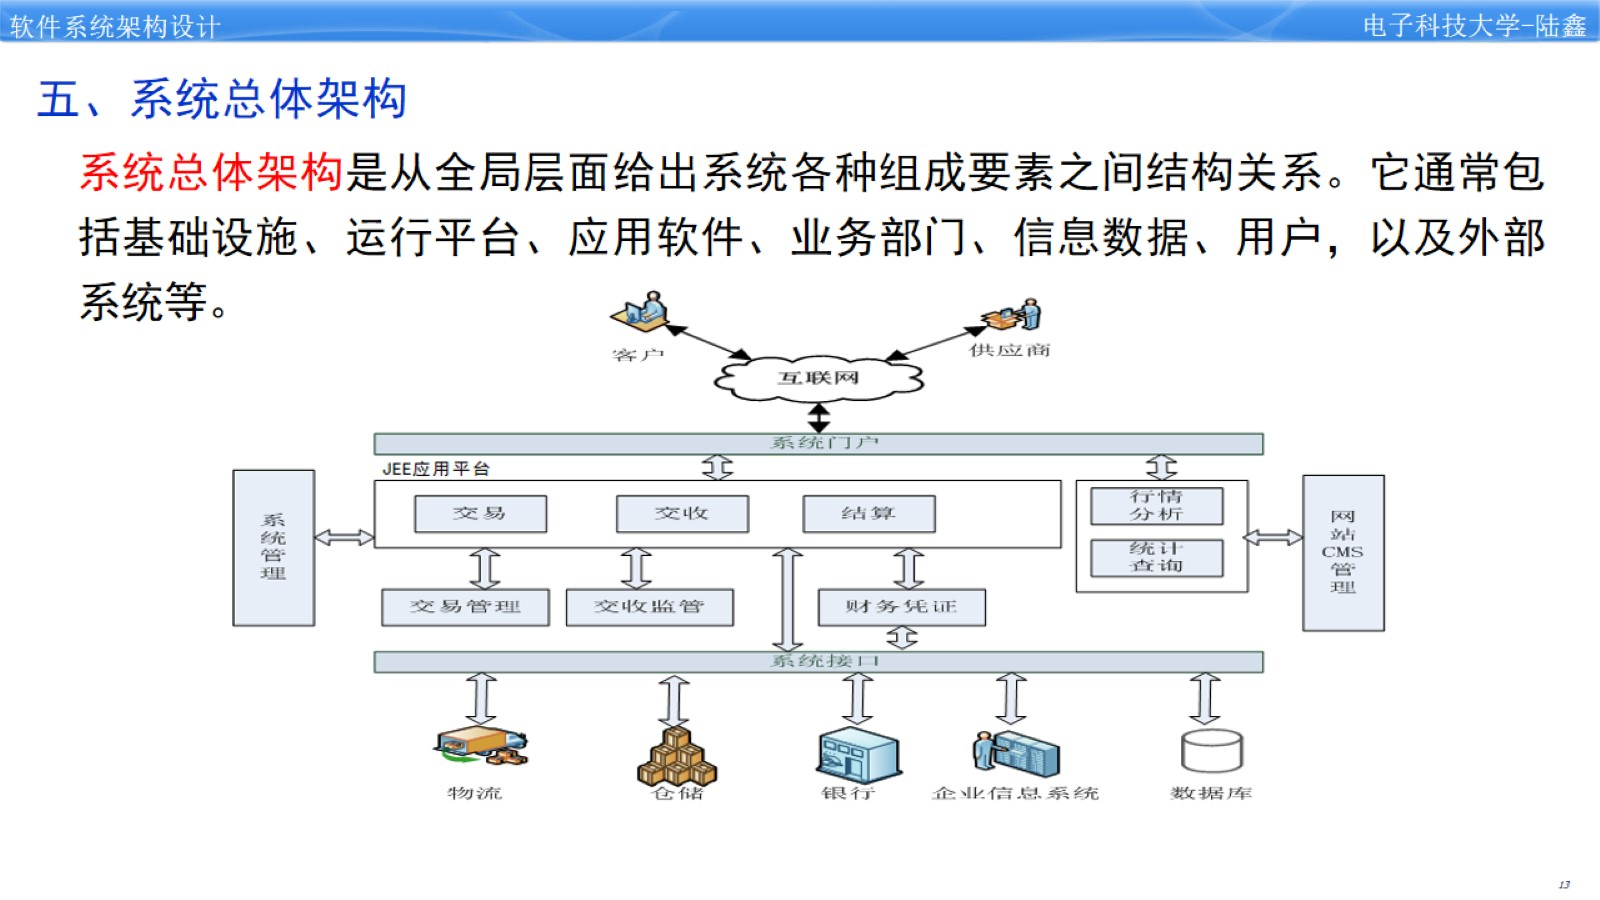 软件系统架构设计
电子科技大学-陆鑫
五、系统总体架构
系统总体架构是从全局层面给出系统各种组成要素之间结构关系。它通常包
括基础设施、运行平台、应用软件、业务部门、信息数据、用户，以及外部
系统等。
客户
供应商
互联网
系统门户
JEE应用平台
系统管理
交易
交收
结算
行情
分析
统计
查询
网站
CMS
管理
交易管理
交收监管
财务凭证
系统接口
物流
仓储
银行
企业信息系统
数据库
13